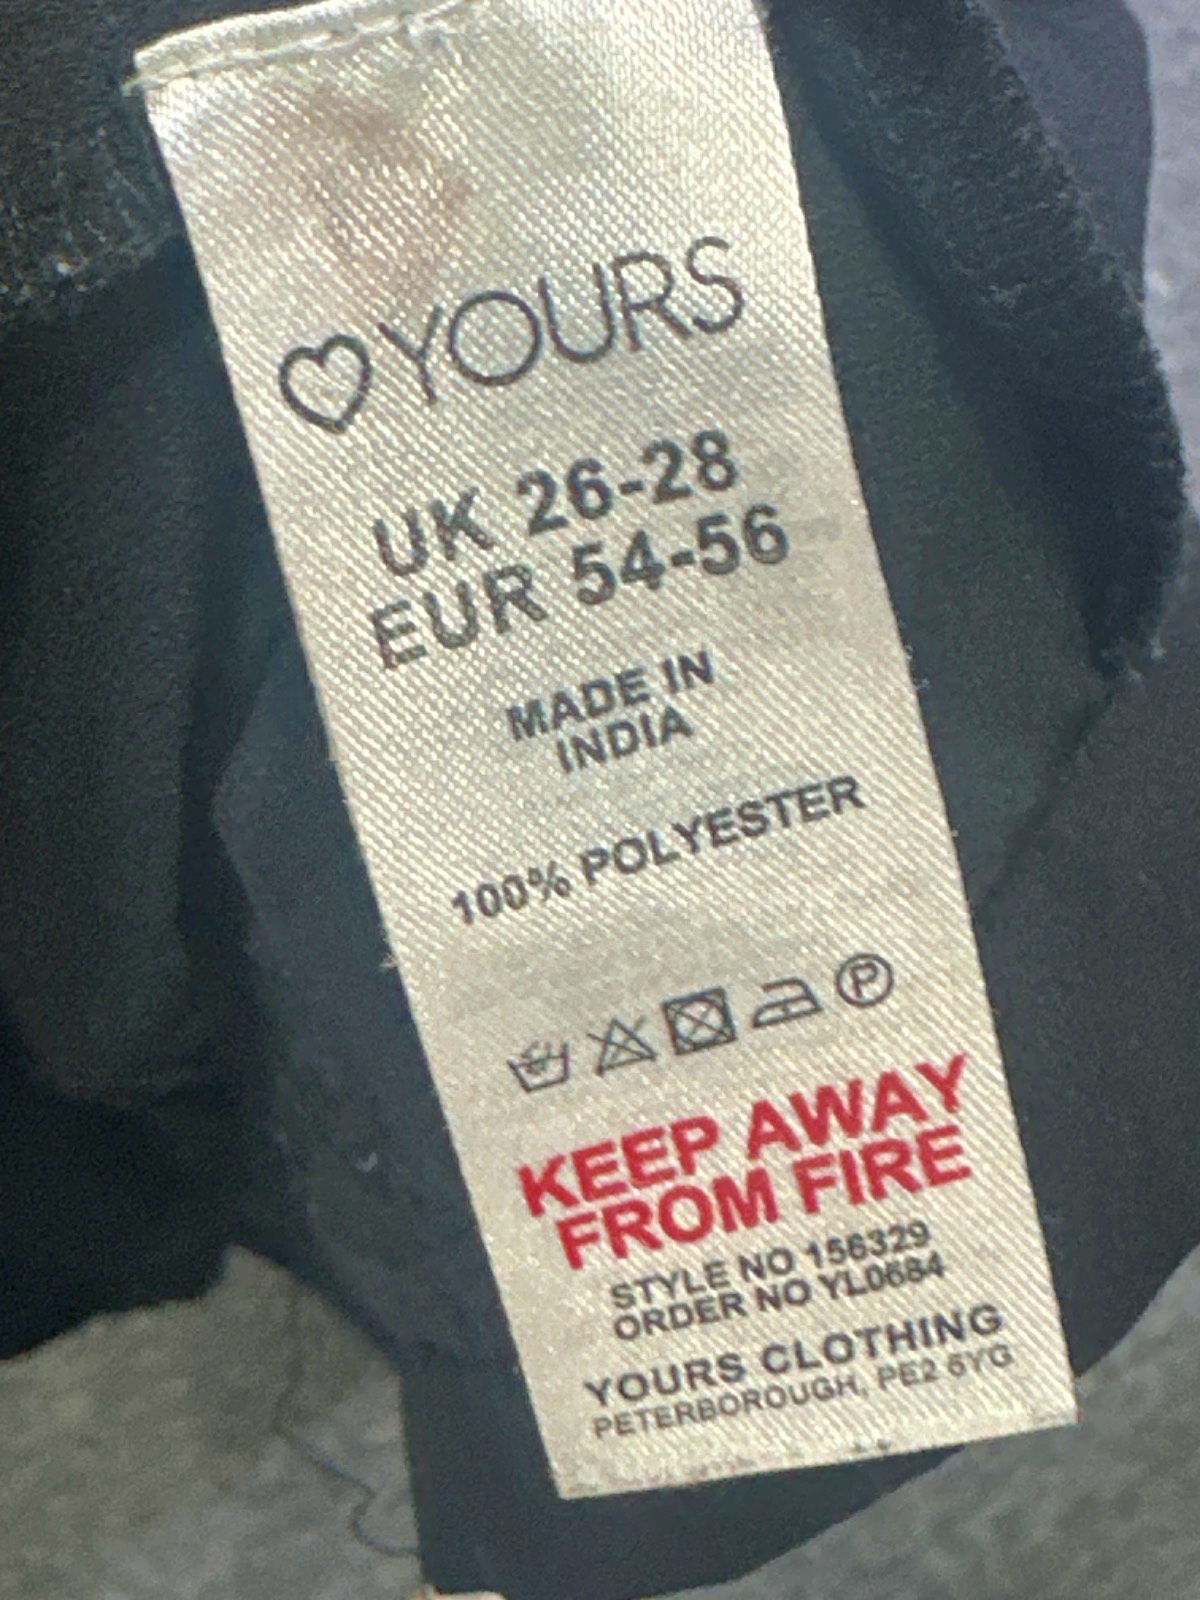 YOURS
UK 26-28
EUR 54-56
MADE IN
INDIA
100% POLYESTER
P
KEEP AWAY
FROM FIRE
STYLE NO 156329
ORDER NO YL0684
YOURS CLOTHING
PETERBOROUGH, PE2 6YG